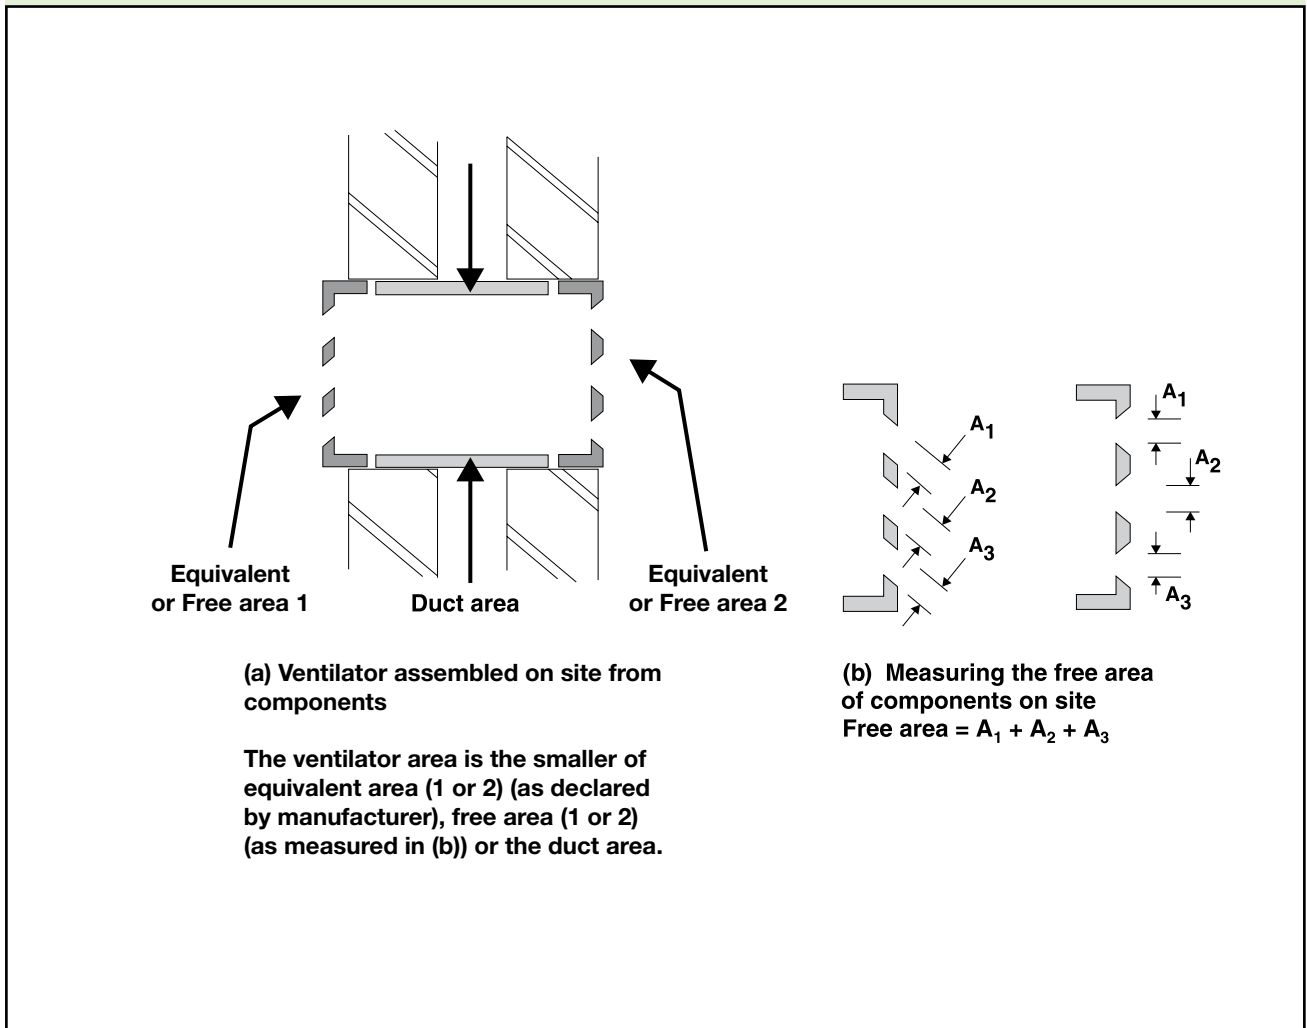 Equivalent
or Free area 1
Duct area
Equivalent
or Free area 2
(a) Ventilator assembled on site from
components
The ventilator area is the smaller of
equivalent area (1 or 2) (as declared
by manufacturer), free area (1 or 2)
(as measured in (b)) or the duct area.
A₁
A₂
A₃
A₁
A₂
A₃
(b) Measuring the free area
of components on site
Free area = A₁ + A₂ + A₃